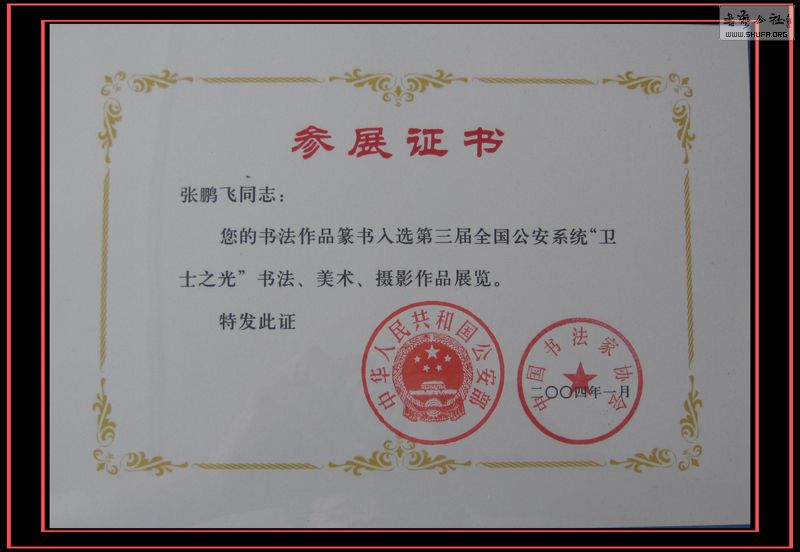 书法公社
WWW.SHUFA.ORG
参展证书
张鹏飞同志：
您的书法作品篆书入选第三届全国公安系统“卫
士之光”书法、美术、摄影作品展览。
特发此证
中华人民共和国公安部
中国书法家协会
二〇〇四年一月